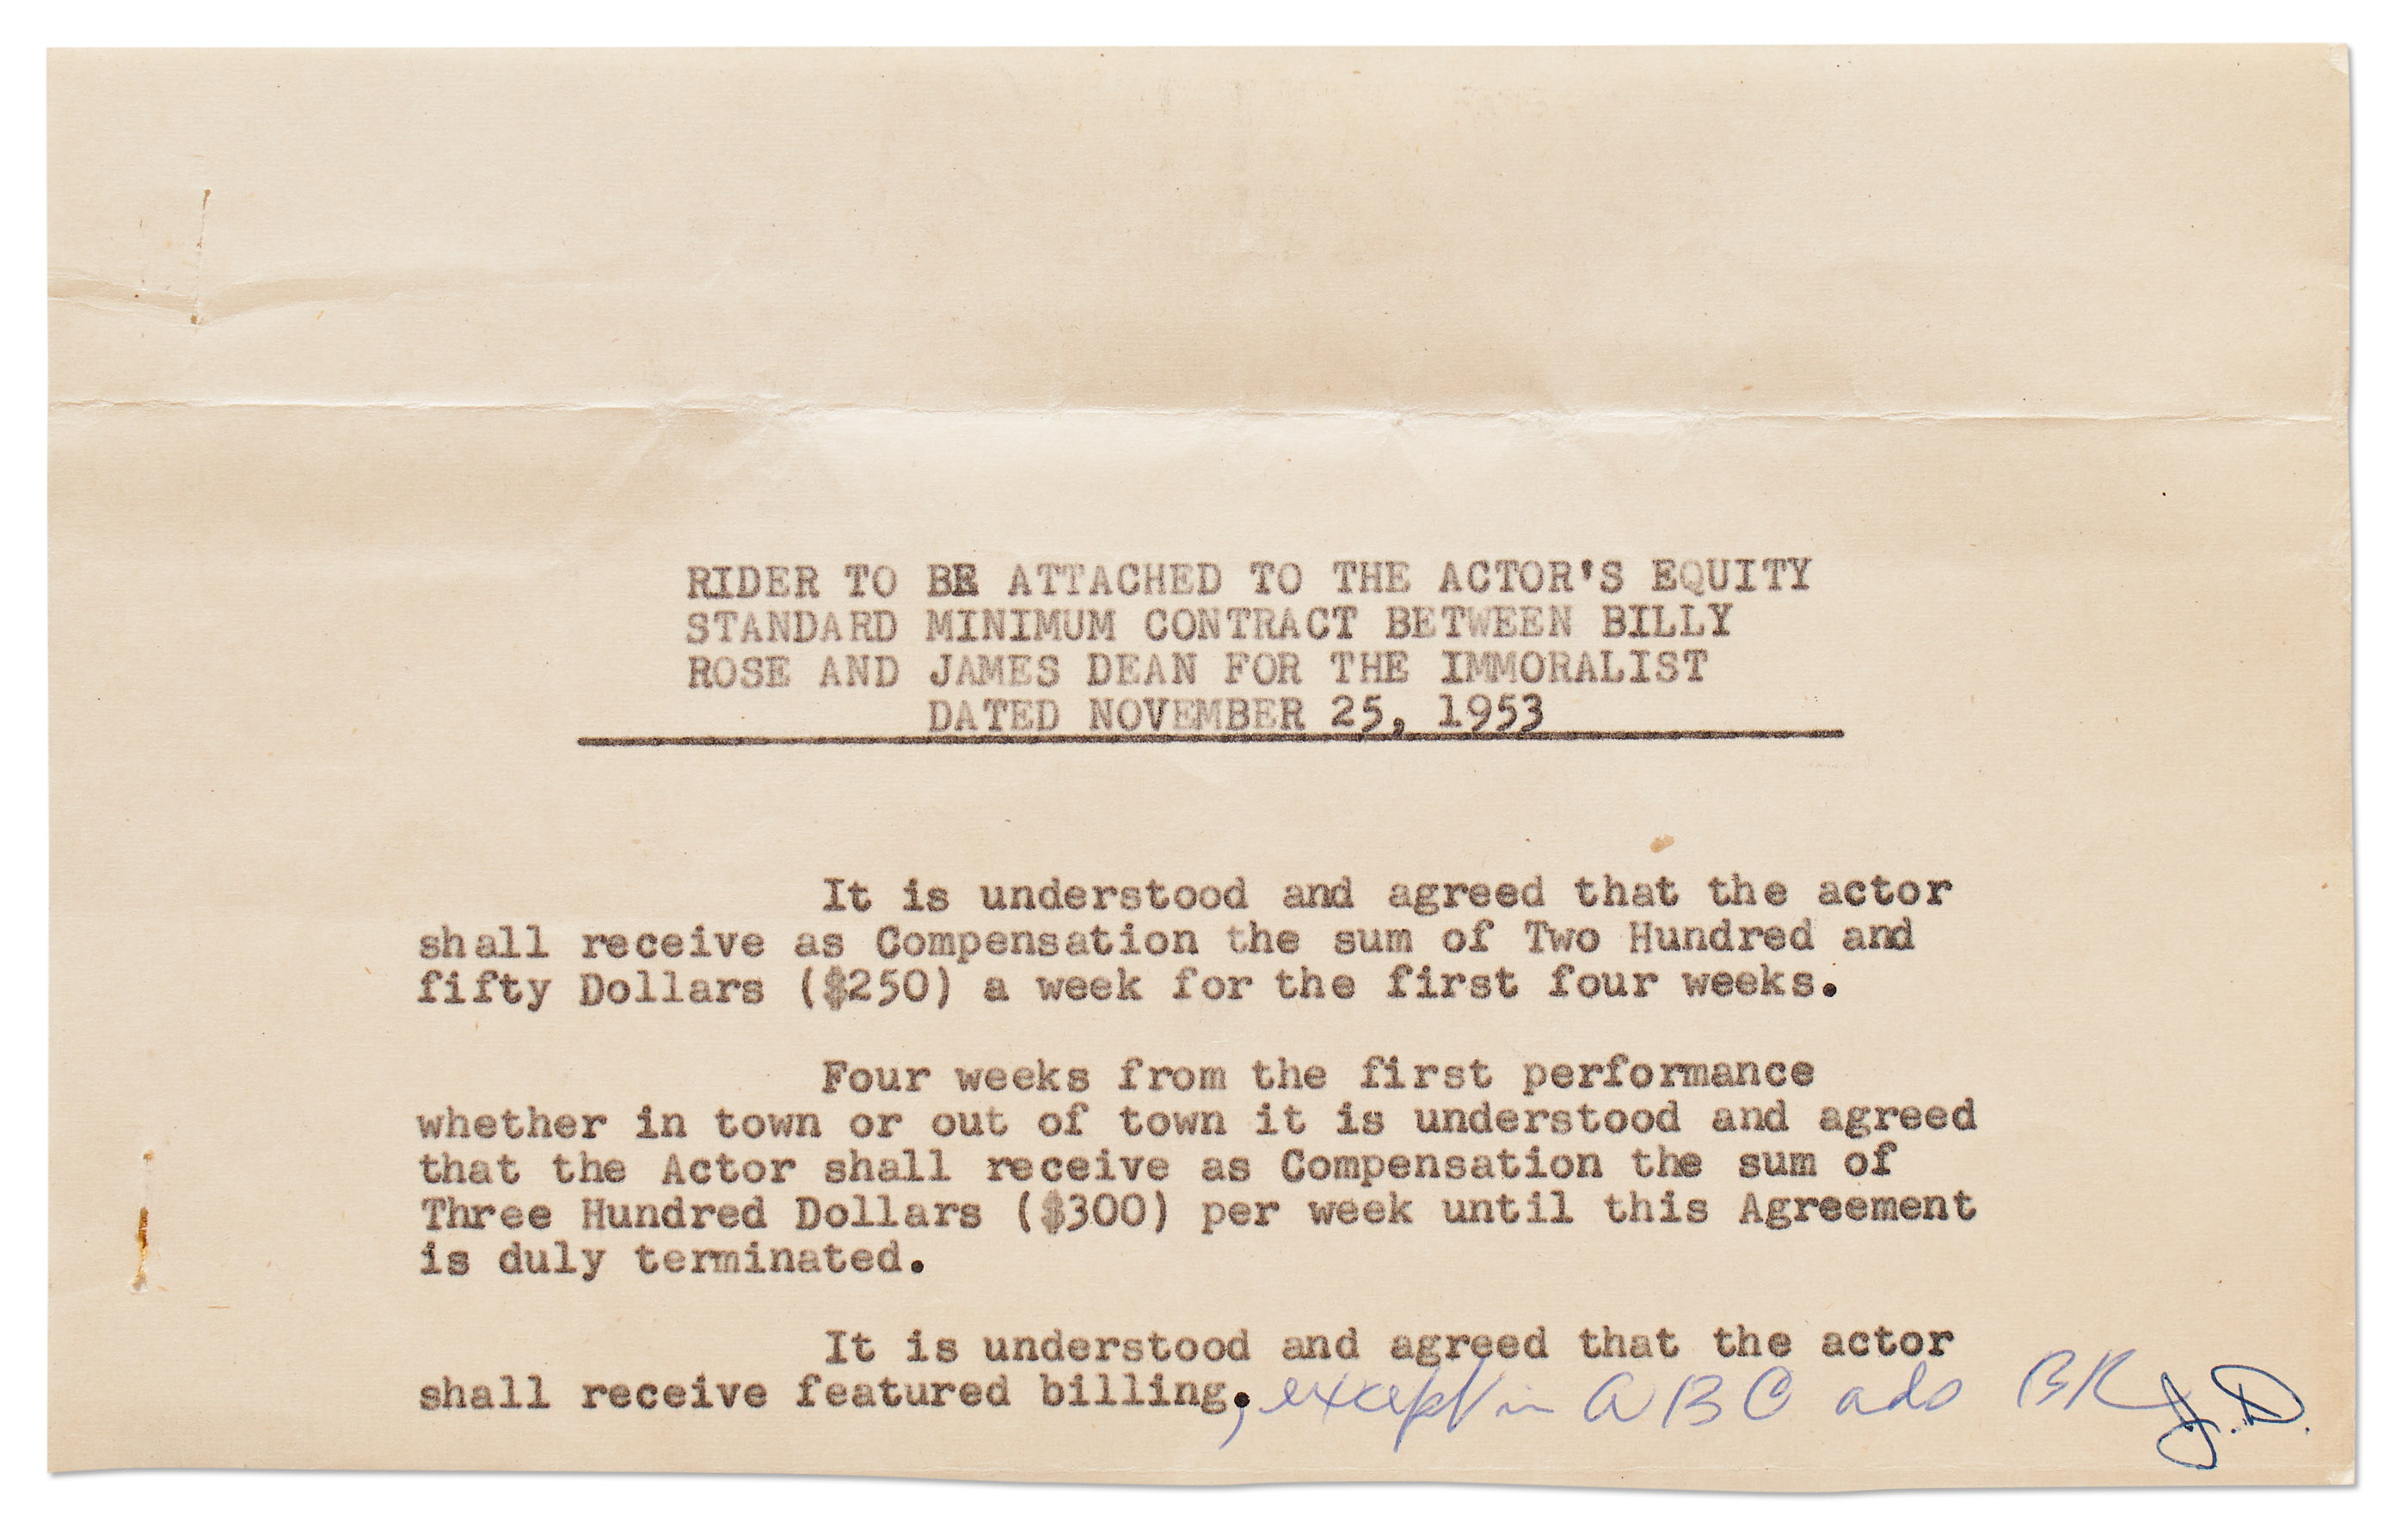 RIDER TO BE ATTACHED TO THE ACTOR'S EQUITY
STANDARD MINIMUM CONTRACT BETWEEN BILLY
ROSE AND JAMES DEAN FOR THE IMMORALIST
DATED NOVEMBER 25, 1953
It is understood and agreed that the actor
shall receive as Compensation the sum of Two Hundred and
fifty Dollars ($250) a week for the first four weeks.
Four weeks from the first performance
whether in town or out of town it is understood and agreed
that the Actor shall receive as Compensation the sum of
Three Hundred Dollars ($300) per week until this Agreement
is duly terminated.
It is understood and agreed that the actor
shall receive featured billing., except in ABC ads BR J.D.